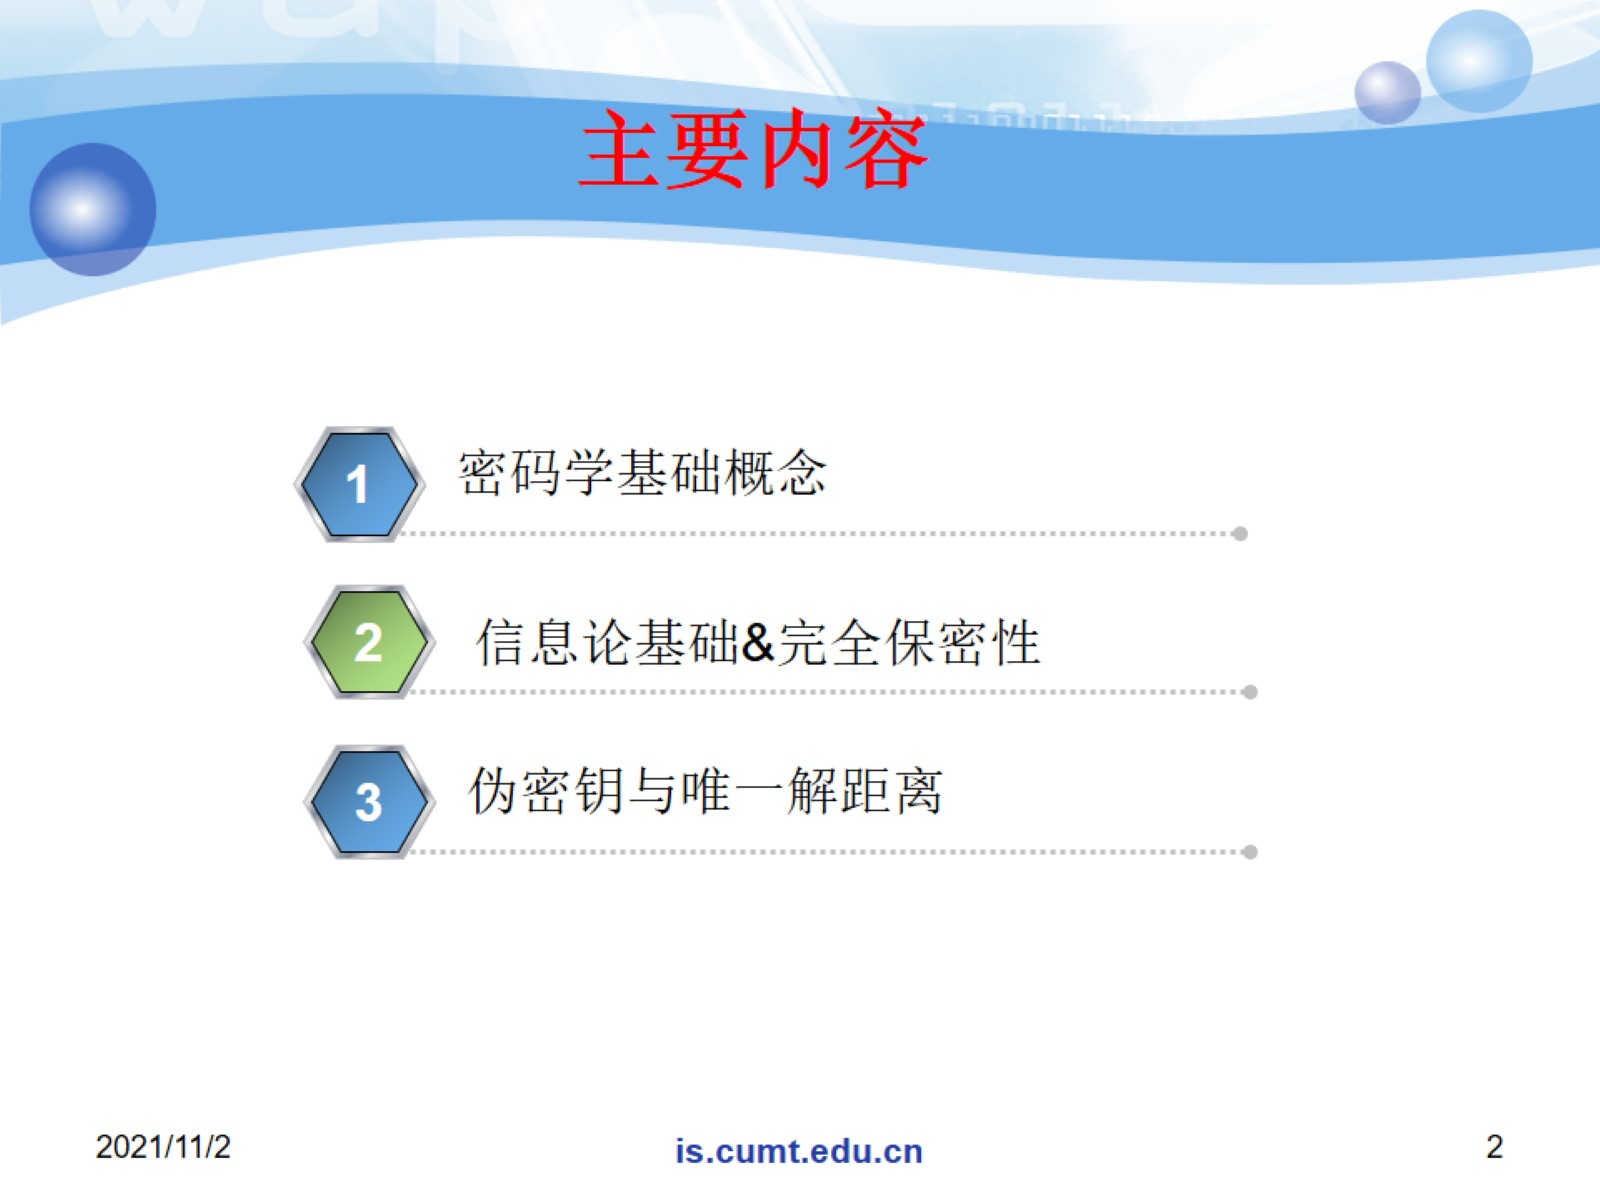 主要内容
1 密码学基础概念
2 信息论基础&完全保密性
3 伪密钥与唯一解距离
2021/11/2 is.cumt.edu.cn 2